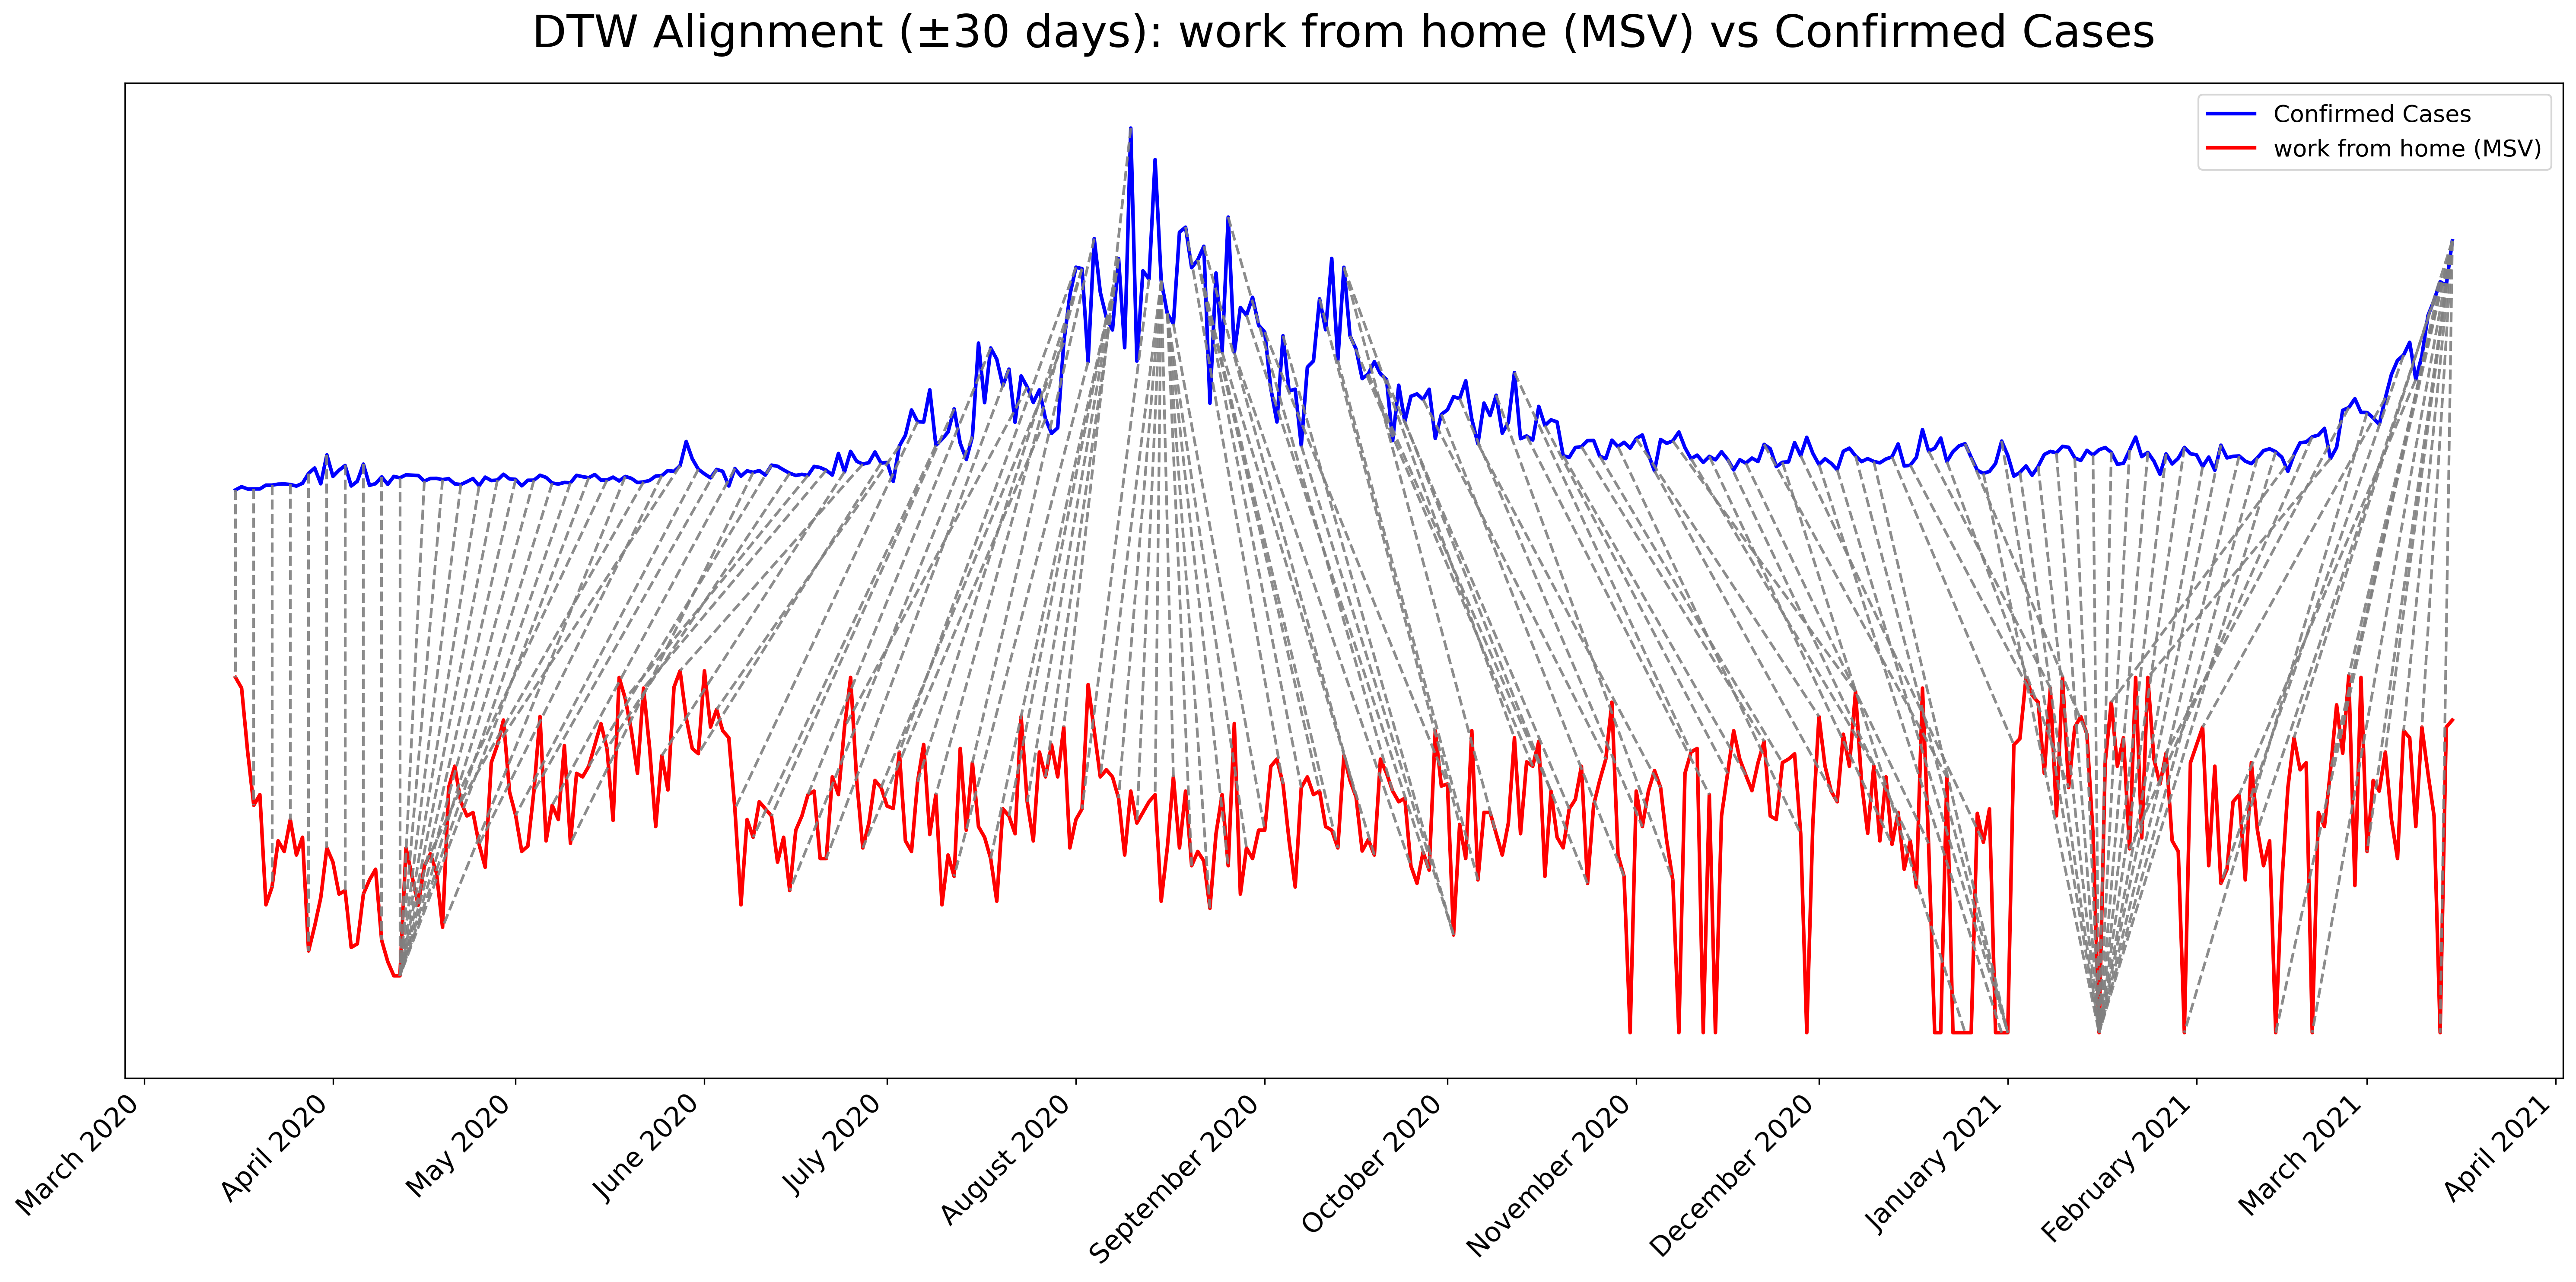 DTW Alignment (±30 days): work from home (MSV) vs Confirmed Cases
Confirmed Cases
work from home (MSV)
March 2020
April 2020
May 2020
June 2020
July 2020
August 2020
September 2020
October 2020
November 2020
December 2020
January 2021
February 2021
March 2021
April 2021